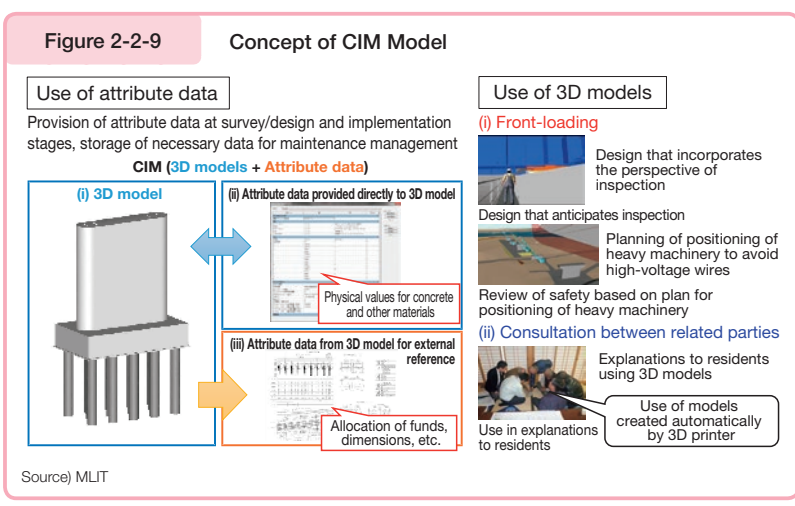 Figure 2-2-9
Concept of CIM Model
Use of attribute data
Provision of attribute data at survey/design and implementation
stages, storage of necessary data for maintenance management
CIM (3D models + Attribute data)
(i) 3D model
(ii) Attribute data provided directly to 3D model
Physical values for concrete
and other materials
(iii) Attribute data from 3D model for external
reference
Allocation of funds,
dimensions, etc.
Use of 3D models
(i) Front-loading
Design that incorporates
the perspective of
inspection
Design that anticipates inspection
Planning of positioning of
heavy machinery to avoid
high-voltage wires
Review of safety based on plan for
positioning of heavy machinery
(ii) Consultation between related parties
Explanations to residents
using 3D models
Use of models
created automatically
by 3D printer
Use in explanations
to residents
Source) MLIT